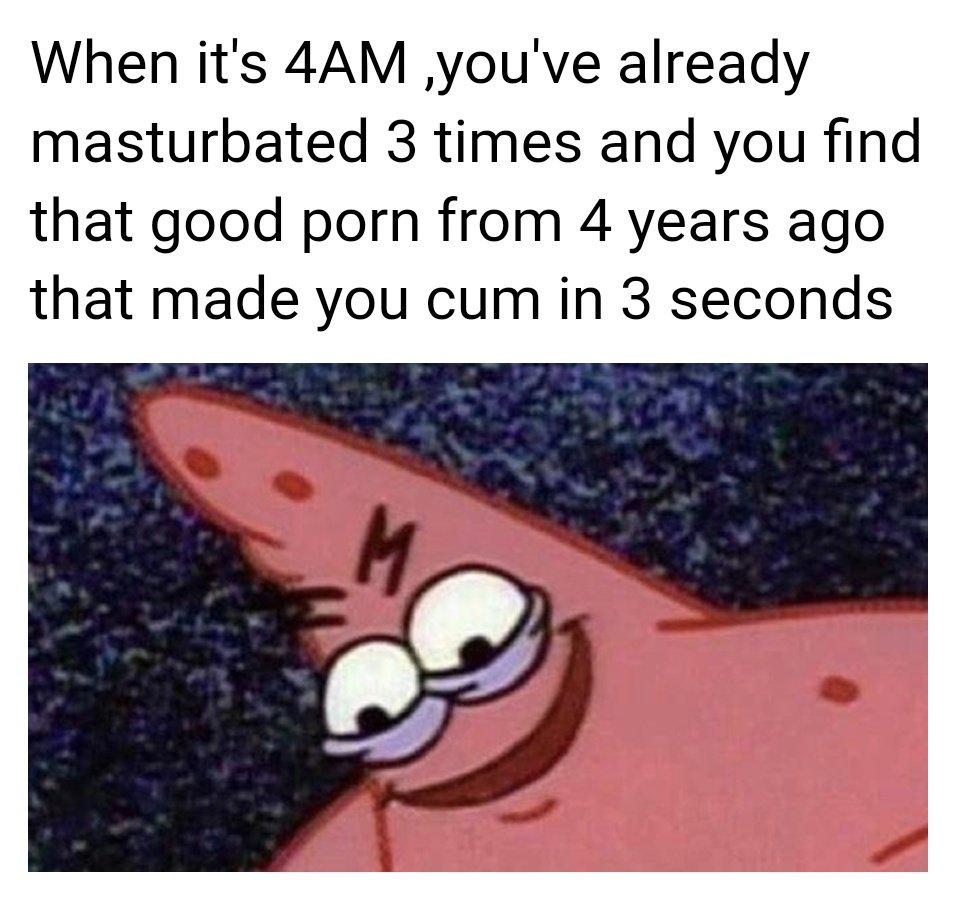 When it's 4AM ,you've already
masturbated 3 times and you find
that good porn from 4 years ago
that made you cum in 3 seconds